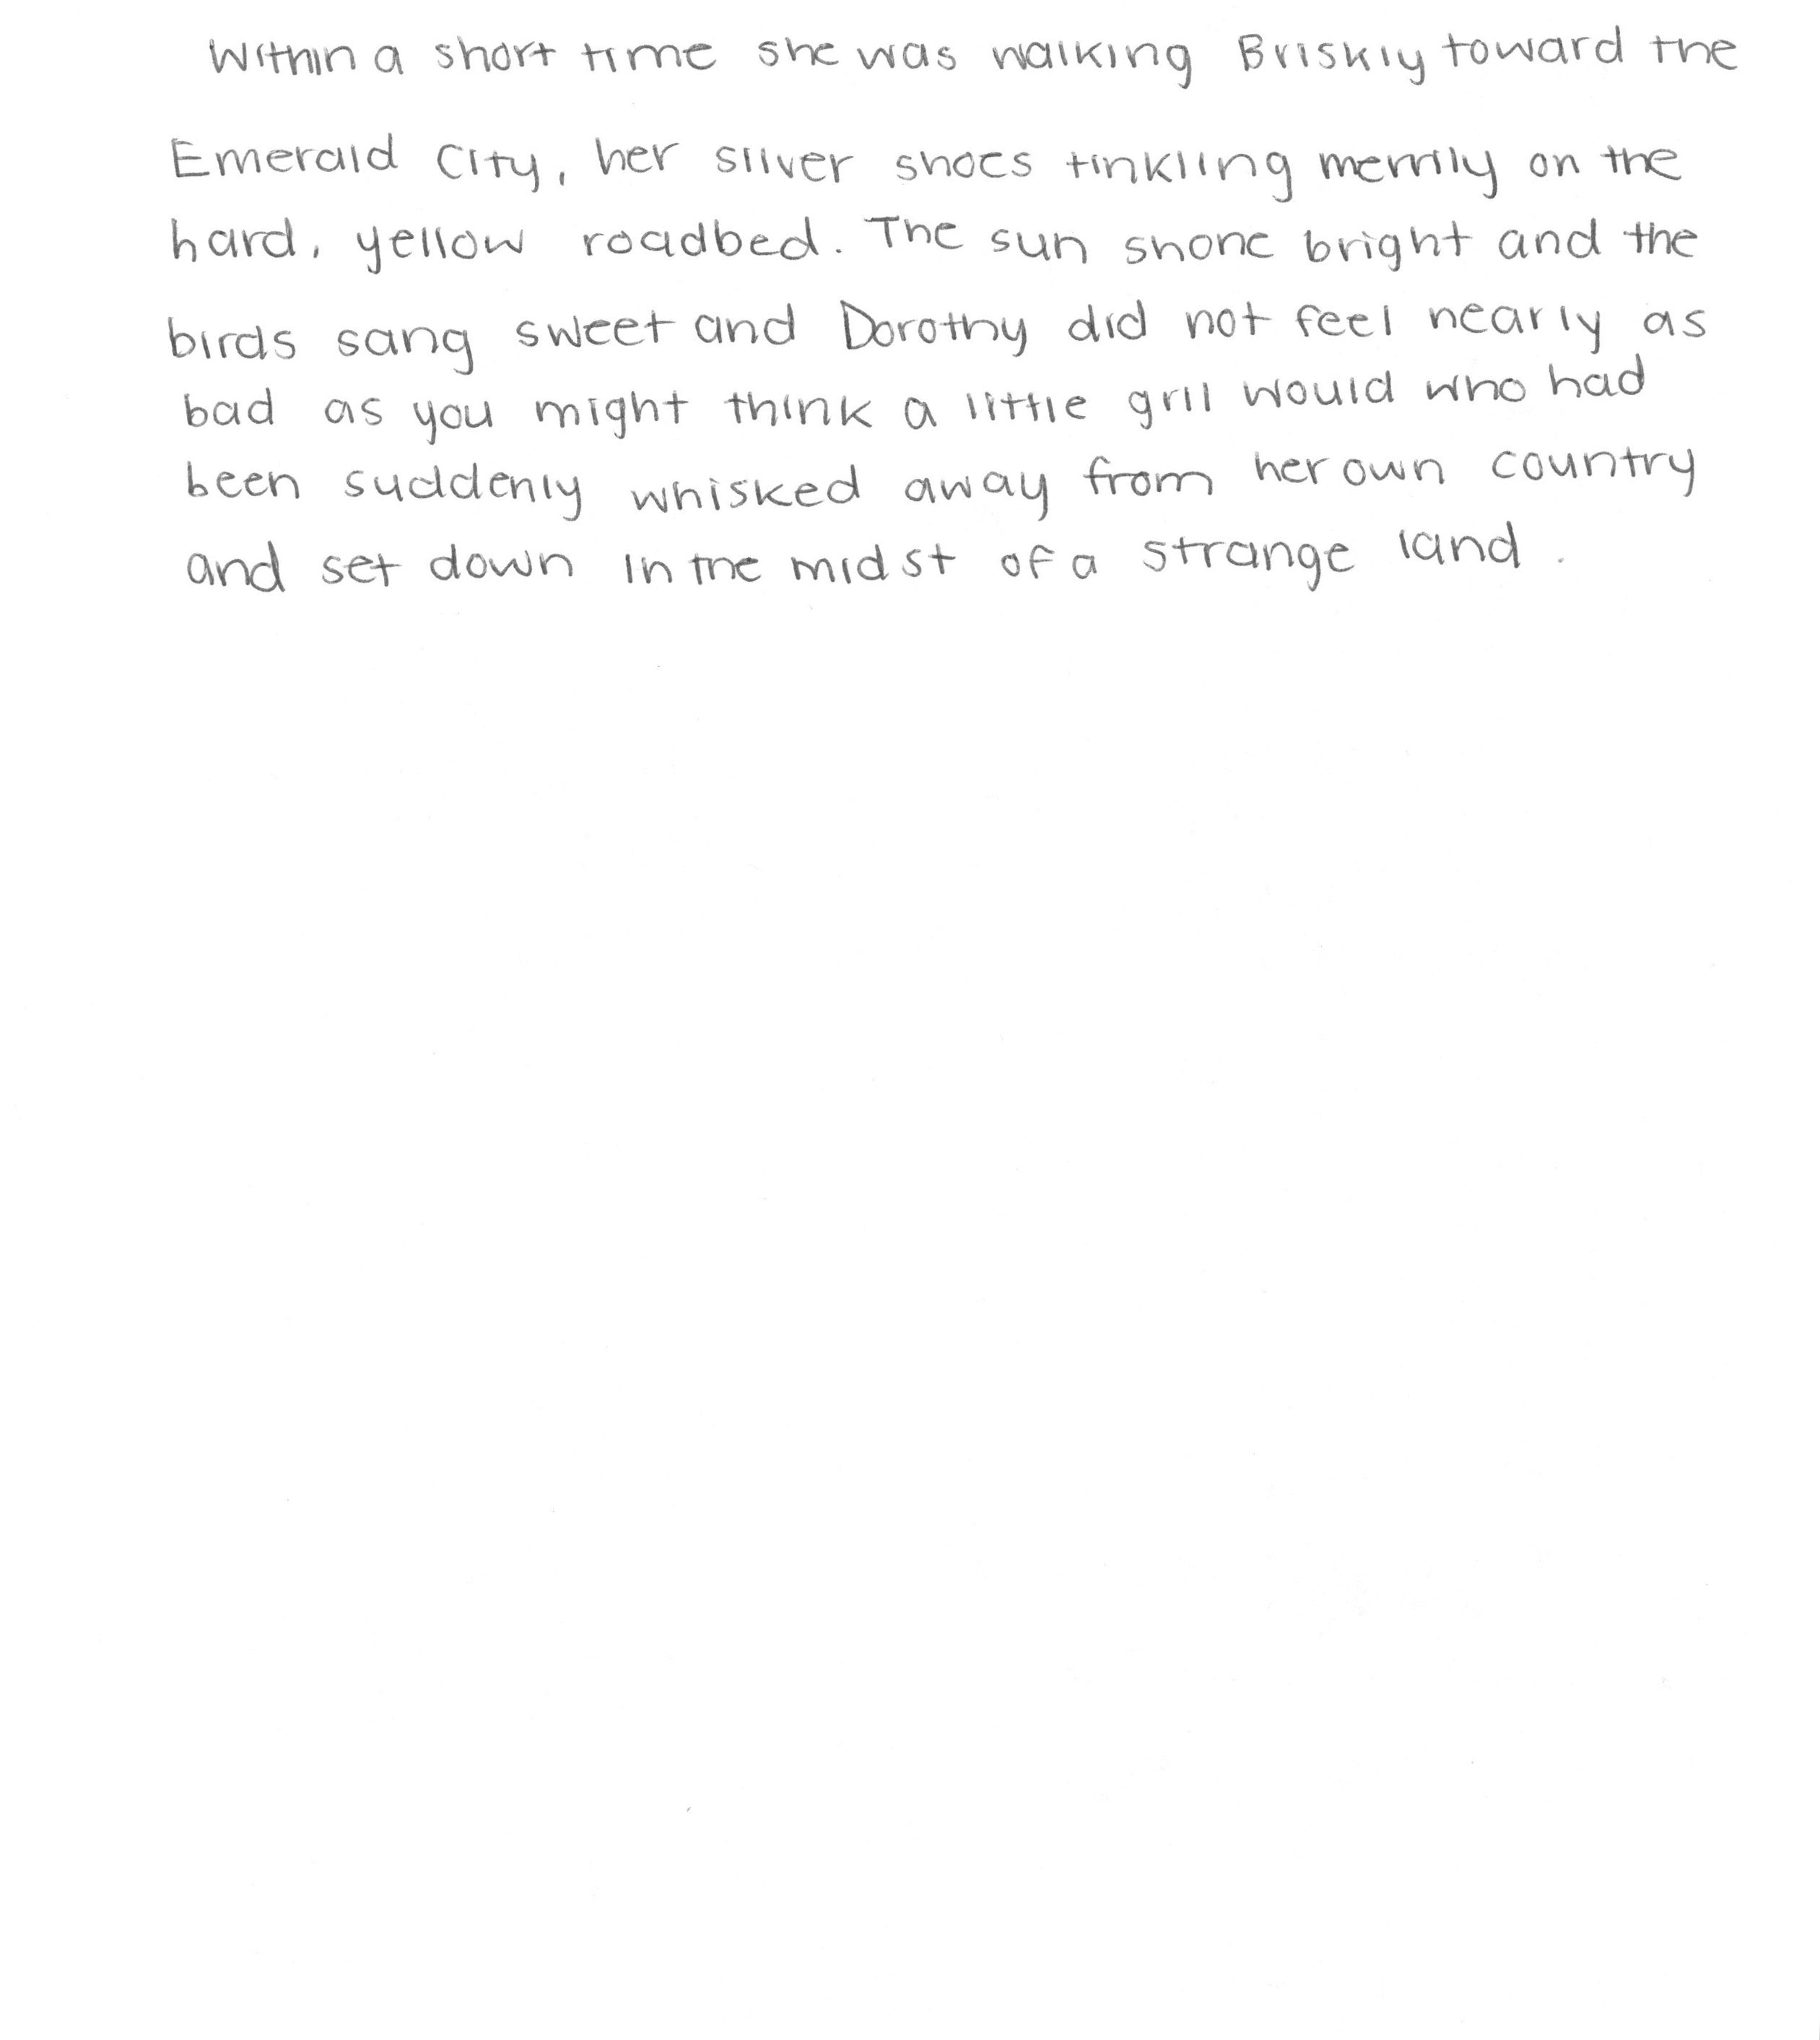 Within a short time she was walking Briskly toward the
Emerald City, her silver shoes tinkling merrily on the
hard, yellow roadbed. The sun shone bright and the
birds sang sweet and Dorothy did not feel nearly as
bad as you might think a little gril would who had
been suddenly whisked away from her own country
and set down in the midst of a strange land.